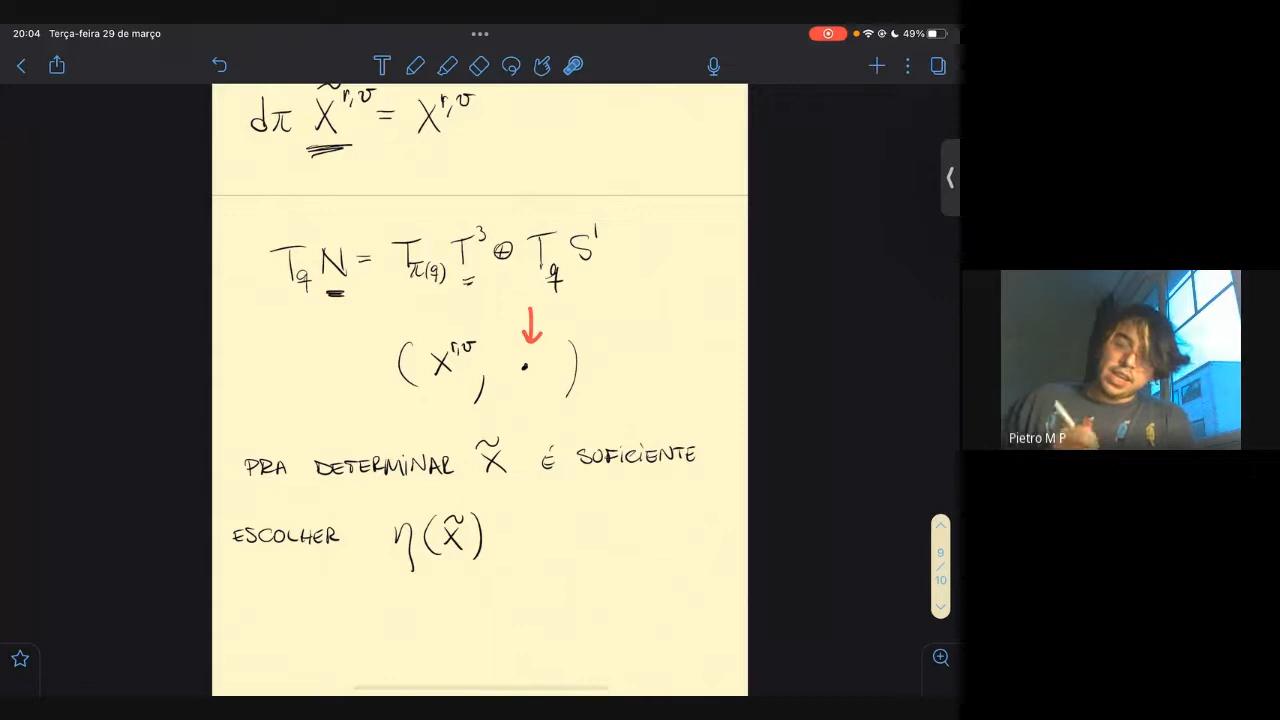 20:04 Terça-feira 29 de março
49%
dπ X̃^{r,v} = X^{r,v}
T_q N = T_{π(q)} T³ ⊕ T_q S¹
( X^{r,v} , · )
PRA DETERMINAR X̃ É SUFICIENTE
ESCOLHER η(X̃)
Pietro M P
9
/
10